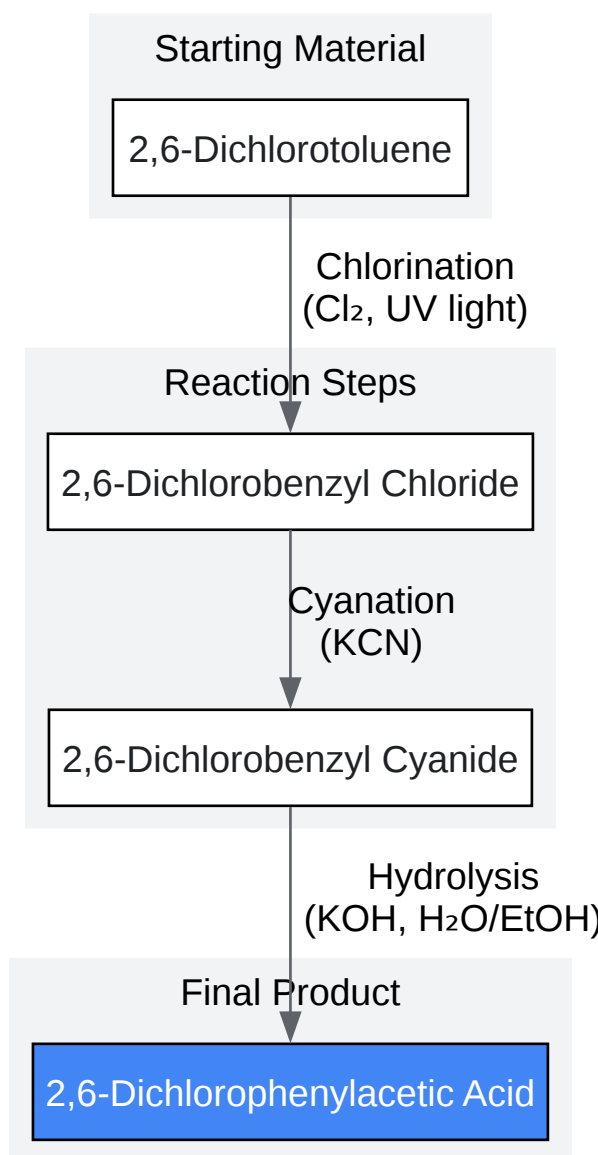 Starting Material
2,6-Dichlorotoluene
Chlorination
(Cl₂, UV light)
Reaction Steps
2,6-Dichlorobenzyl Chloride
Cyanation
(KCN)
2,6-Dichlorobenzyl Cyanide
Hydrolysis
(KOH, H₂O/EtOH)
Final Product
2,6-Dichlorophenylacetic Acid